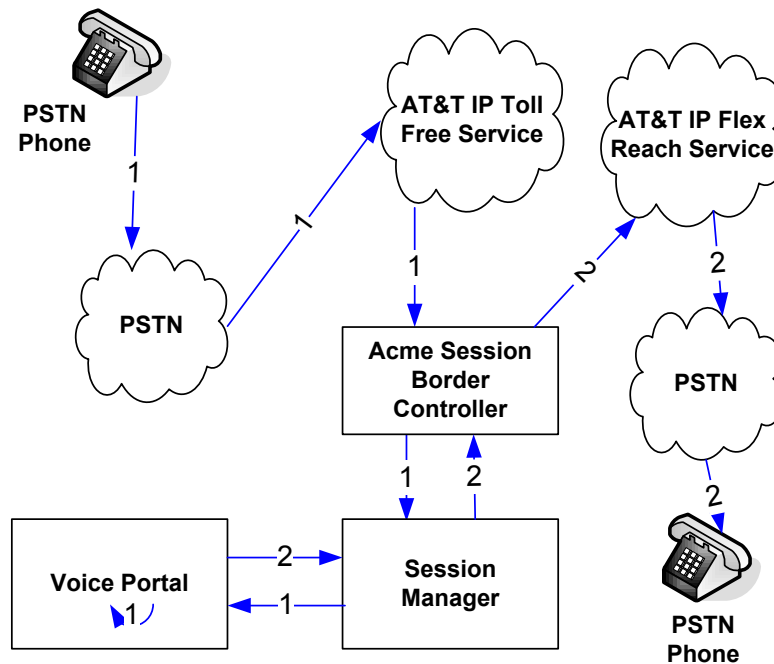 PSTN
Phone
1
AT&T IP Toll
Free Service
AT&T IP Flex
Reach Service
1
1
2
2
PSTN
Acme Session
Border
Controller
PSTN
1
2
2
Voice Portal
1
2
1
Session
Manager
PSTN
Phone